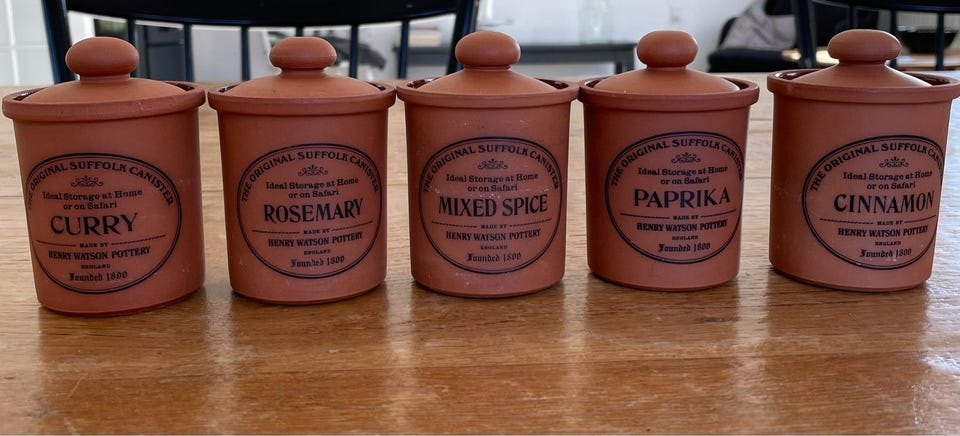 THE ORIGINAL SUFFOLK CANISTER
Ideal Storage at Home
or on Safari
CURRY
MADE BY
HENRY WATSON POTTERY
ENGLAND
Founded 1800
THE ORIGINAL SUFFOLK CANISTER
Ideal Storage at Home
or on Safari
ROSEMARY
MADE BY
HENRY WATSON POTTERY
ENGLAND
Founded 1800
THE ORIGINAL SUFFOLK CANISTER
Ideal Storage at Home
or on Safari
MIXED SPICE
MADE BY
HENRY WATSON POTTERY
ENGLAND
Founded 1800
THE ORIGINAL SUFFOLK CANISTER
Ideal Storage at Home
or on Safari
PAPRIKA
MADE BY
HENRY WATSON POTTERY
ENGLAND
Founded 1800
THE ORIGINAL SUFFOLK CANISTER
Ideal Storage at Home
or on Safari
CINNAMON
MADE BY
HENRY WATSON POTTERY
ENGLAND
Founded 1800